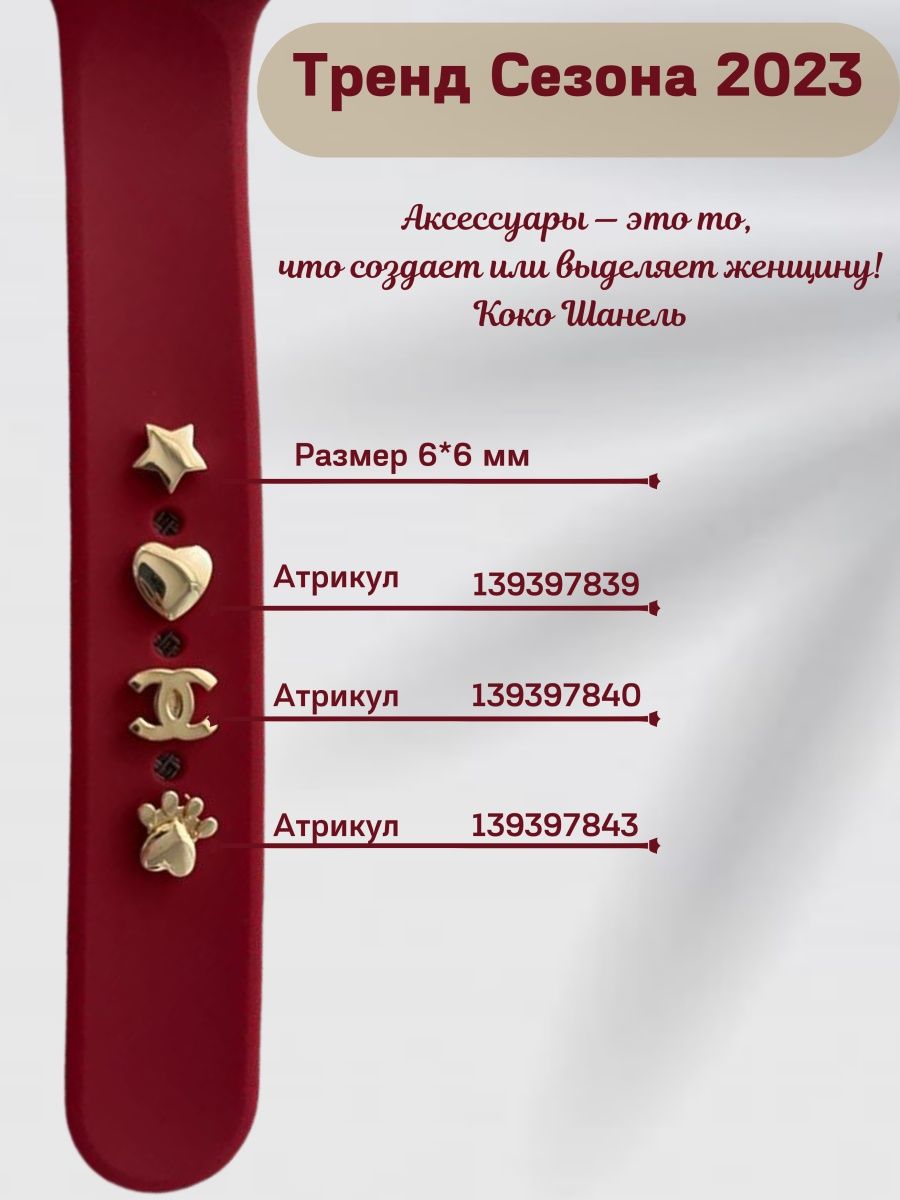 Тренд Сезона 2023
Аксессуары – это то,
что создает или выделяет женщину!
Коко Шанель
Размер 6*6 мм
Атрикул 139397839
Атрикул 139397840
Атрикул 139397843